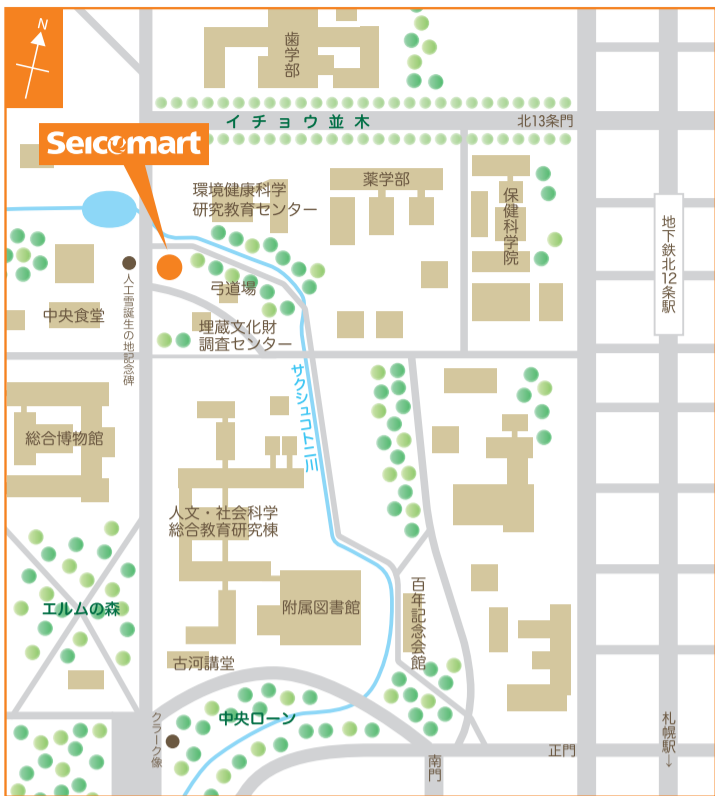 N
歯学部
イチョウ並木
北13条門
Seicomart
環境健康科学
研究教育センター
薬学部
保健科学院
地下鉄北12条駅
弓道場
人工雪誕生の地記念碑
中央食堂
埋蔵文化財
調査センター
サクシュコトニ川
総合博物館
人文・社会科学
総合教育研究棟
エルムの森
附属図書館
百年記念会館
古河講堂
クラーク像
中央ローン
南門
正門
札幌駅↓